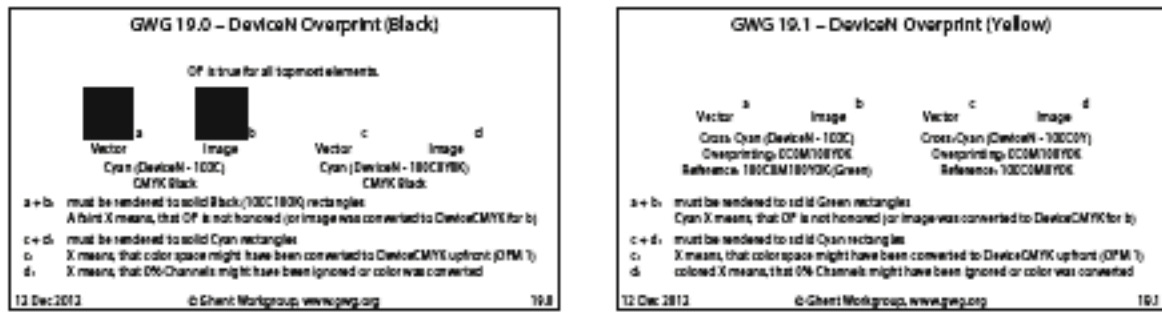 GWG 19.0 – DeviceN Overprint (Black)
OP is true for all topmost elements.
a b c d
Vector Image Vector Image
Cyan (DeviceN - 100C) Cyan (DeviceN - 100C0Y0K)
CMYK Black CMYK Black
a + b: must be rendered to solid Black (100C100K) rectangles
A faint X means, that OP is not honored (or image was converted to DeviceCMYK for b)
c + d: must be rendered to solid Cyan rectangles
c: X means, that color space might have been converted to DeviceCMYK upfront (OPM 1)
d: X means, that 0% Channels might have been ignored or color was converted
12 Dec 2012 © Ghent Workgroup, www.gwg.org 19.0
GWG 19.1 – DeviceN Overprint (Yellow)
a b c d
Vector Image Vector Image
Cross: Cyan (DeviceN - 100C) Cross: Cyan (DeviceN - 100C0Y)
Overprinting: 0C0M100Y0K Overprinting: 0C0M100Y0K
Reference: 100C0M100Y0K (Green) Reference: 100C0M0Y0K
a + b: must be rendered to solid Green rectangles
Cyan X means, that OP is not honored (or image was converted to DeviceCMYK for b)
c + d: must be rendered to solid Cyan rectangles
c: X means, that color space might have been converted to DeviceCMYK upfront (OPM 1)
d: colored X means, that 0% Channels might have been ignored or color was converted
12 Dec 2012 © Ghent Workgroup, www.gwg.org 19.1